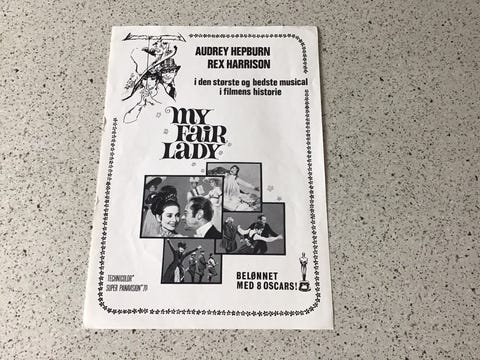 AUDREY HEPBURN
REX HARRISON
i den største og bedste musical
i filmens historie
MY
FAIR
LADY
TECHNICOLOR®
SUPER PANAVISION® 70
BELØNNET
MED 8 OSCARS!